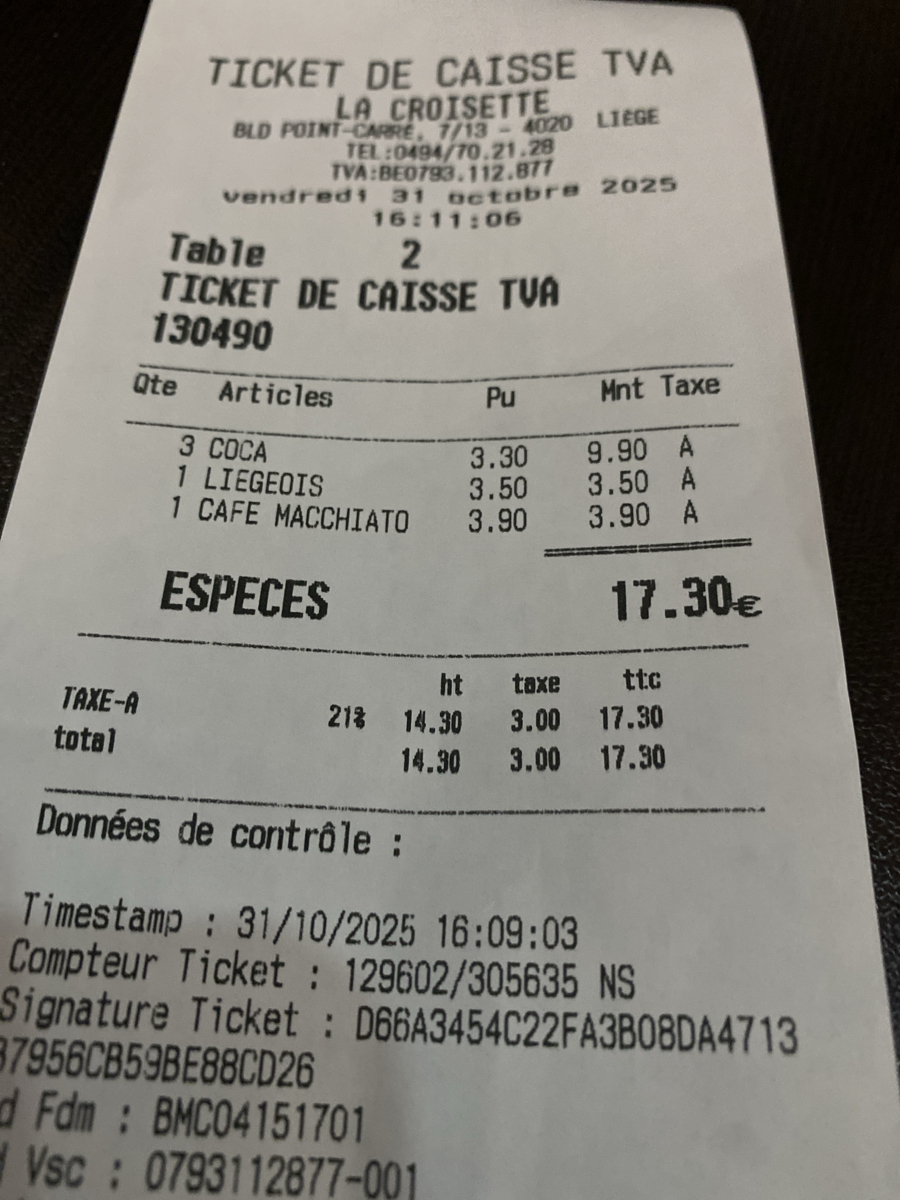 TICKET DE CAISSE TVA
LA CROISETTE
BLD POINT-CARRE, 7/13 - 4020 LIEGE
TEL:0494/70.21.28
TVA:BE0793.112.877
vendredi 31 octobre 2025
16:11:06
Table 2
TICKET DE CAISSE TVA
130490
Qte Articles Pu Mnt Taxe
3 COCA 3.30 9.90 A
1 LIEGEOIS 3.50 3.50 A
1 CAFE MACCHIATO 3.90 3.90 A
ESPECES 17.30€
ht taxe ttc
TAXE-A 21% 14.30 3.00 17.30
total 14.30 3.00 17.30
Données de contrôle :
Timestamp : 31/10/2025 16:09:03
Compteur Ticket : 129602/305635 NS
Signature Ticket : D66A3454C22FA3B08DA4713
37956CB59BE88CD26
d Fdm : BMC04151701
Vsc : 0793112877-001